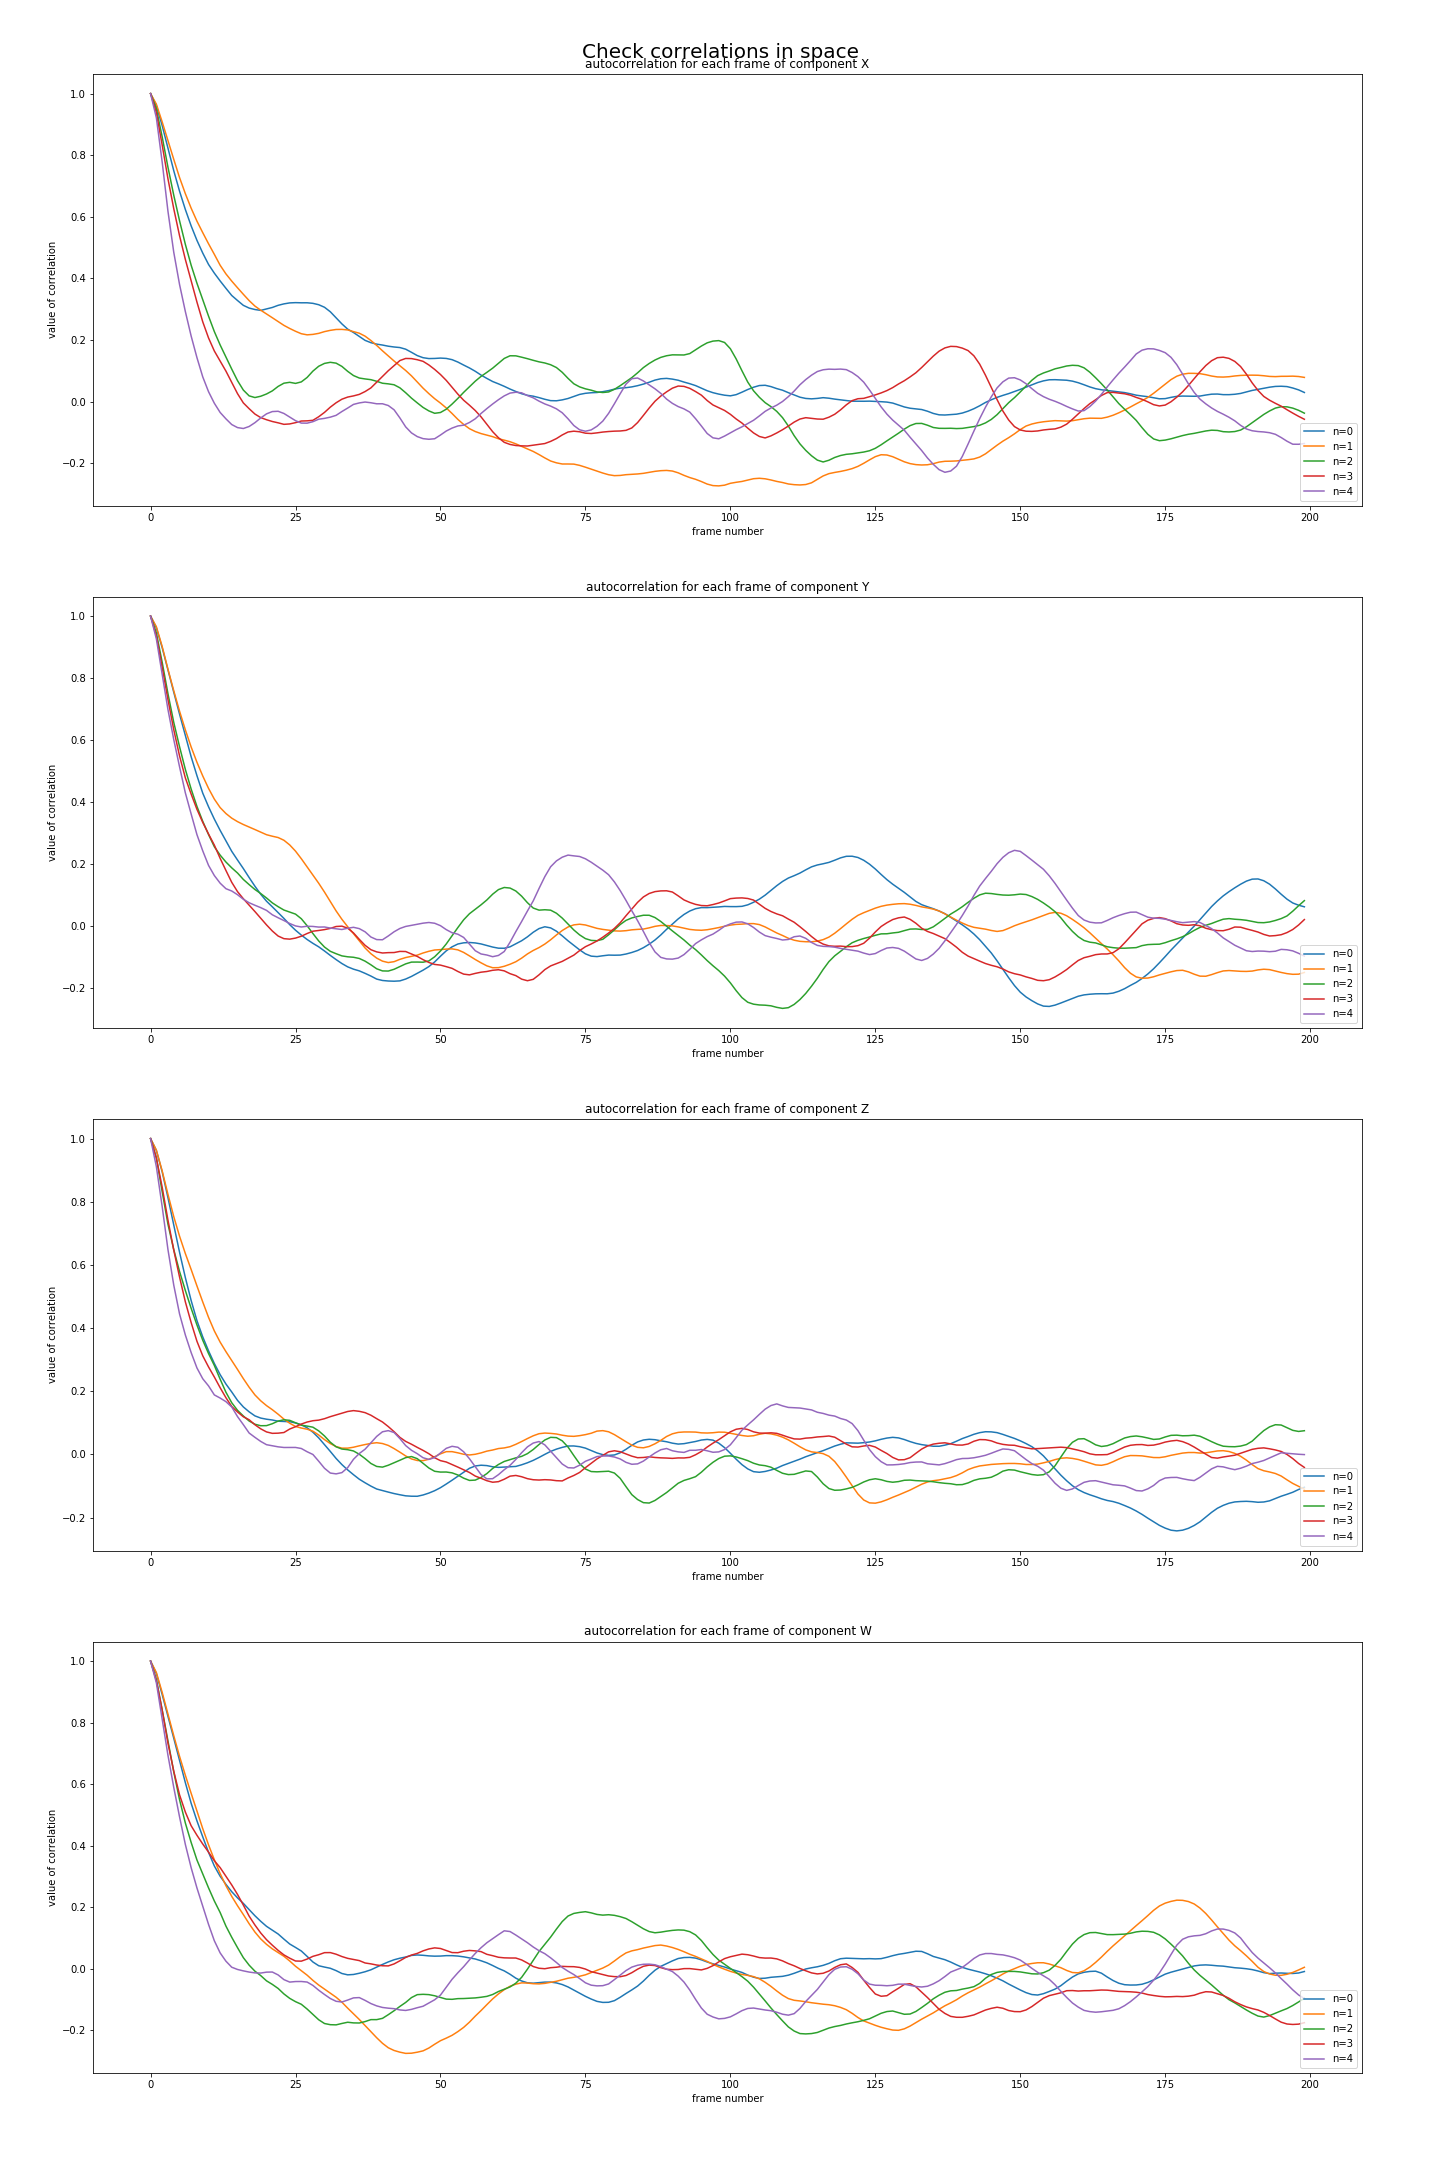 Check correlations in space
autocorrelation for each frame of component X
value of correlation
1.0
0.8
0.6
0.4
0.2
0.0
−0.2
0 25 50 75 100 125 150 175 200
frame number
n=0
n=1
n=2
n=3
n=4
autocorrelation for each frame of component Y
value of correlation
1.0
0.8
0.6
0.4
0.2
0.0
−0.2
0 25 50 75 100 125 150 175 200
frame number
n=0
n=1
n=2
n=3
n=4
autocorrelation for each frame of component Z
value of correlation
1.0
0.8
0.6
0.4
0.2
0.0
−0.2
0 25 50 75 100 125 150 175 200
frame number
n=0
n=1
n=2
n=3
n=4
autocorrelation for each frame of component W
value of correlation
1.0
0.8
0.6
0.4
0.2
0.0
−0.2
0 25 50 75 100 125 150 175 200
frame number
n=0
n=1
n=2
n=3
n=4